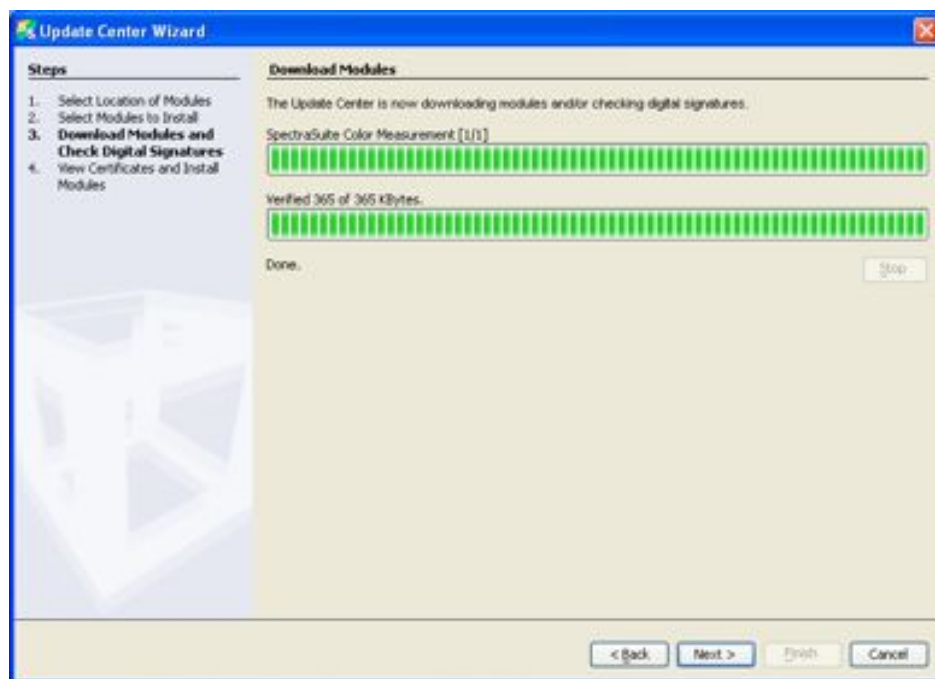 Update Center Wizard
Steps
1. Select Location of Modules
2. Select Modules to Install
3. Download Modules and
Check Digital Signatures
4. View Certificates and Install
Modules
Download Modules
The Update Center is now downloading modules and/or checking digital signatures.
SpectraSuite Color Measurement [1/1]
Verified 365 of 365 KBytes.
Done.
Stop
< Back
Next >
Finish
Cancel